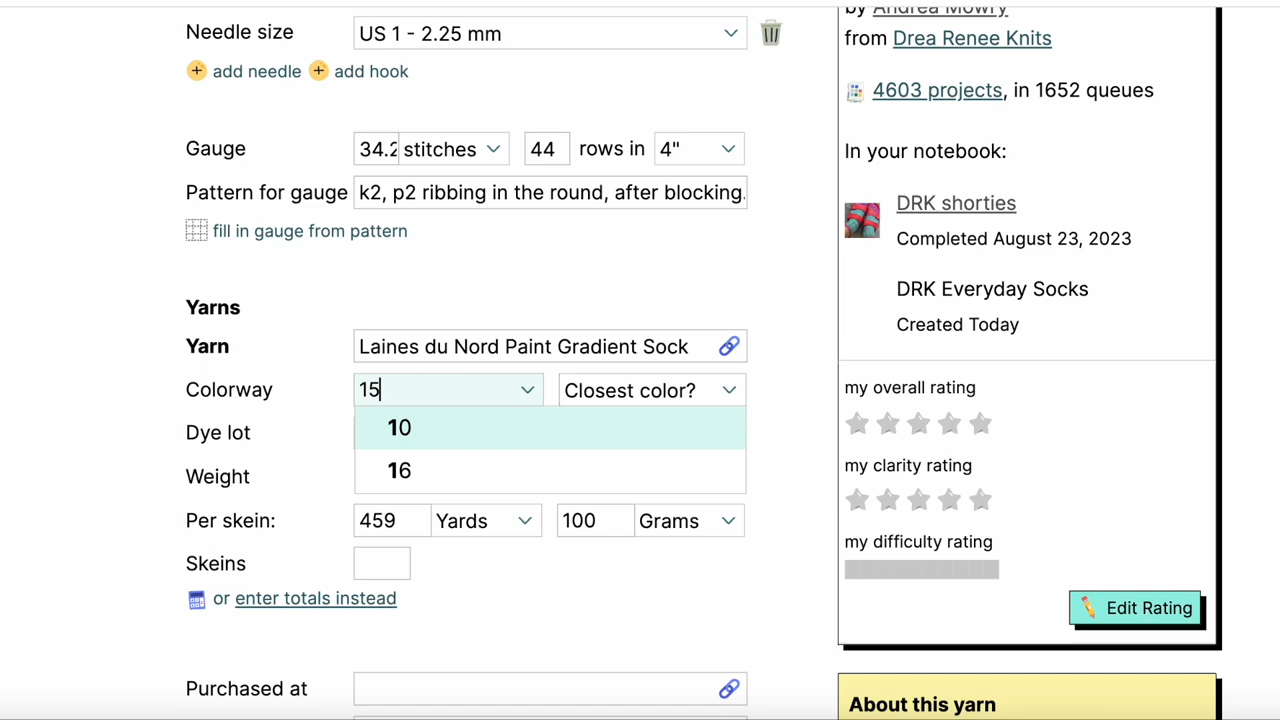 Needle size
US 1 - 2.25 mm
add needle add hook
Gauge
34.2 stitches 44 rows in 4"
Pattern for gauge k2, p2 ribbing in the round, after blocking.
fill in gauge from pattern
Yarns
Yarn
Laines du Nord Paint Gradient Sock
Colorway
15
Closest color?
10
16
Dye lot
Weight
Per skein:
459 Yards 100 Grams
Skeins
or enter totals instead
Purchased at
by Andrea Mowry
from Drea Renee Knits
4603 projects, in 1652 queues
In your notebook:
DRK shorties
Completed August 23, 2023
DRK Everyday Socks
Created Today
my overall rating
my clarity rating
my difficulty rating
Edit Rating
About this yarn